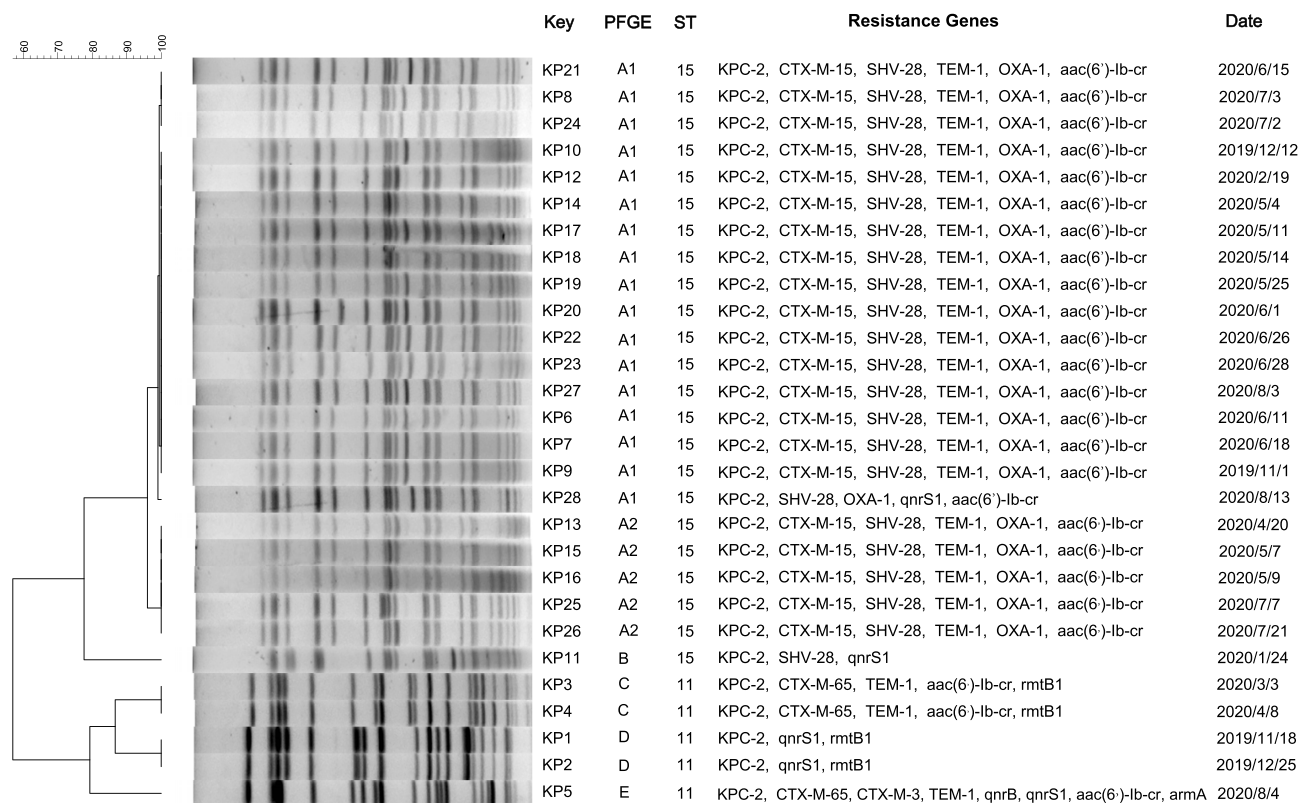 Key PFGE ST Resistance Genes Date
60 70 80 90 100
KP21 A1 15 KPC-2, CTX-M-15, SHV-28, TEM-1, OXA-1, aac(6')-Ib-cr 2020/6/15
KP8 A1 15 KPC-2, CTX-M-15, SHV-28, TEM-1, OXA-1, aac(6')-Ib-cr 2020/7/3
KP24 A1 15 KPC-2, CTX-M-15, SHV-28, TEM-1, OXA-1, aac(6')-Ib-cr 2020/7/2
KP10 A1 15 KPC-2, CTX-M-15, SHV-28, TEM-1, OXA-1, aac(6')-Ib-cr 2019/12/12
KP12 A1 15 KPC-2, CTX-M-15, SHV-28, TEM-1, OXA-1, aac(6')-Ib-cr 2020/2/19
KP14 A1 15 KPC-2, CTX-M-15, SHV-28, TEM-1, OXA-1, aac(6')-Ib-cr 2020/5/4
KP17 A1 15 KPC-2, CTX-M-15, SHV-28, TEM-1, OXA-1, aac(6')-Ib-cr 2020/5/11
KP18 A1 15 KPC-2, CTX-M-15, SHV-28, TEM-1, OXA-1, aac(6')-Ib-cr 2020/5/14
KP19 A1 15 KPC-2, CTX-M-15, SHV-28, TEM-1, OXA-1, aac(6')-Ib-cr 2020/5/25
KP20 A1 15 KPC-2, CTX-M-15, SHV-28, TEM-1, OXA-1, aac(6')-Ib-cr 2020/6/1
KP22 A1 15 KPC-2, CTX-M-15, SHV-28, TEM-1, OXA-1, aac(6')-Ib-cr 2020/6/26
KP23 A1 15 KPC-2, CTX-M-15, SHV-28, TEM-1, OXA-1, aac(6')-Ib-cr 2020/6/28
KP27 A1 15 KPC-2, CTX-M-15, SHV-28, TEM-1, OXA-1, aac(6')-Ib-cr 2020/8/3
KP6 A1 15 KPC-2, CTX-M-15, SHV-28, TEM-1, OXA-1, aac(6')-Ib-cr 2020/6/11
KP7 A1 15 KPC-2, CTX-M-15, SHV-28, TEM-1, OXA-1, aac(6')-Ib-cr 2020/6/18
KP9 A1 15 KPC-2, CTX-M-15, SHV-28, TEM-1, OXA-1, aac(6')-Ib-cr 2019/11/1
KP28 A1 15 KPC-2, SHV-28, OXA-1, qnrS1, aac(6')-Ib-cr 2020/8/13
KP13 A2 15 KPC-2, CTX-M-15, SHV-28, TEM-1, OXA-1, aac(6')-Ib-cr 2020/4/20
KP15 A2 15 KPC-2, CTX-M-15, SHV-28, TEM-1, OXA-1, aac(6')-Ib-cr 2020/5/7
KP16 A2 15 KPC-2, CTX-M-15, SHV-28, TEM-1, OXA-1, aac(6')-Ib-cr 2020/5/9
KP25 A2 15 KPC-2, CTX-M-15, SHV-28, TEM-1, OXA-1, aac(6')-Ib-cr 2020/7/7
KP26 A2 15 KPC-2, CTX-M-15, SHV-28, TEM-1, OXA-1, aac(6')-Ib-cr 2020/7/21
KP11 B 15 KPC-2, SHV-28, qnrS1 2020/1/24
KP3 C 11 KPC-2, CTX-M-65, TEM-1, aac(6')-Ib-cr, rmtB1 2020/3/3
KP4 C 11 KPC-2, CTX-M-65, TEM-1, aac(6')-Ib-cr, rmtB1 2020/4/8
KP1 D 11 KPC-2, qnrS1, rmtB1 2019/11/18
KP2 D 11 KPC-2, qnrS1, rmtB1 2019/12/25
KP5 E 11 KPC-2, CTX-M-65, CTX-M-3, TEM-1, qnrB, qnrS1, aac(6')-Ib-cr, armA 2020/8/4